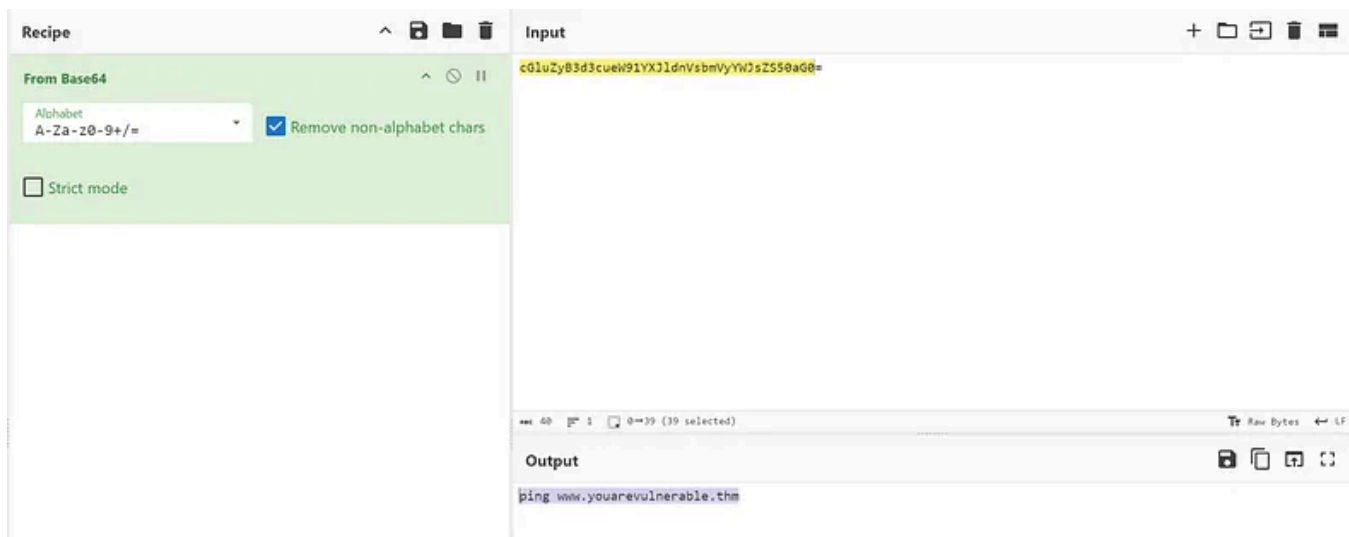 Recipe
Input
From Base64
cGluZyB3d3cueW91YXJldnVsbmVyYWJsZS50aG0=
Alphabet
A-Za-z0-9+/=
Remove non-alphabet chars
Strict mode
40 1 0→39 (39 selected)
Tт Raw Bytes LF
Output
ping www.youarevulnerable.thm